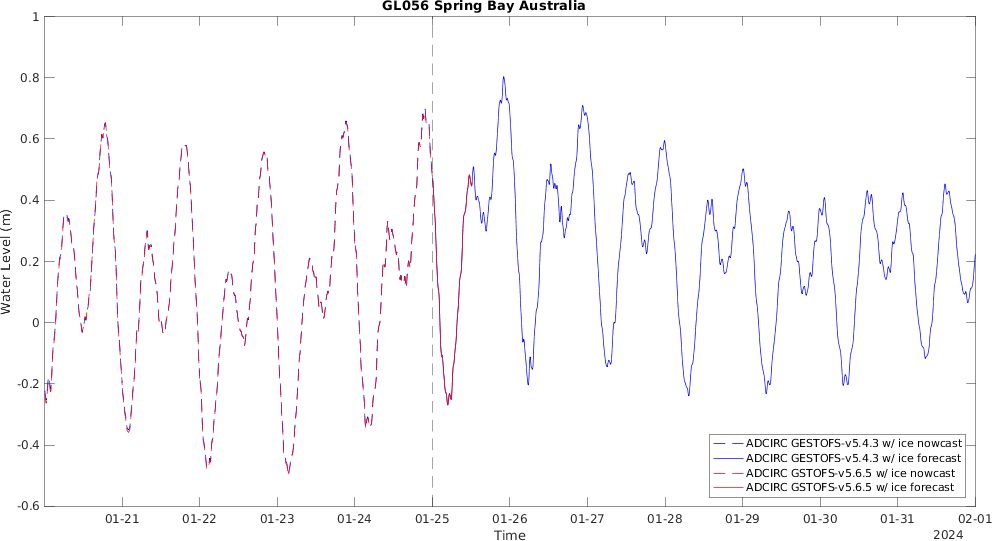 GL056 Spring Bay Australia
1
0.8
0.6
0.4
0.2
0
-0.2
-0.4
-0.6
Water Level (m)
01-21 01-22 01-23 01-24 01-25 01-26 01-27 01-28 01-29 01-30 01-31 02-01
Time
2024
ADCIRC GESTOFS-v5.4.3 w/ ice nowcast
ADCIRC GESTOFS-v5.4.3 w/ ice forecast
ADCIRC GSTOFS-v5.6.5 w/ ice nowcast
ADCIRC GSTOFS-v5.6.5 w/ ice forecast